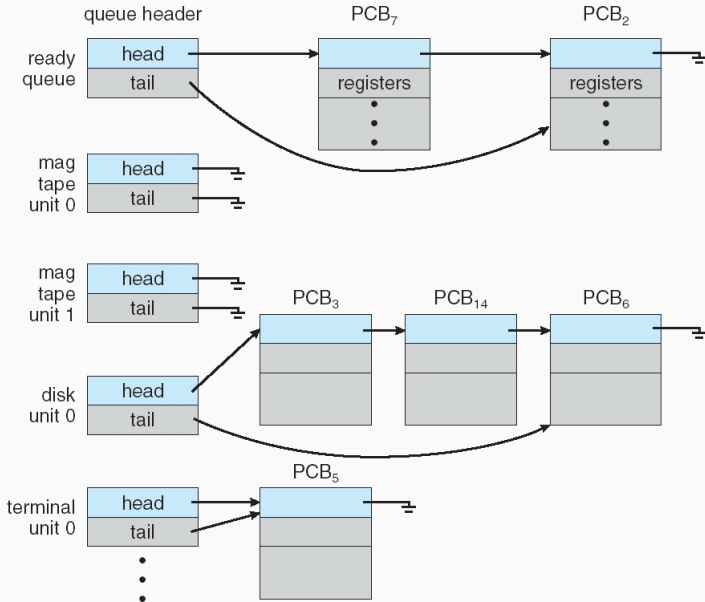 queue header
PCB₇
PCB₂
ready
queue
head
tail
registers
registers
mag
tape
unit 0
head
tail
mag
tape
unit 1
head
tail
PCB₃
PCB₁₄
PCB₆
disk
unit 0
head
tail
PCB₅
terminal
unit 0
head
tail